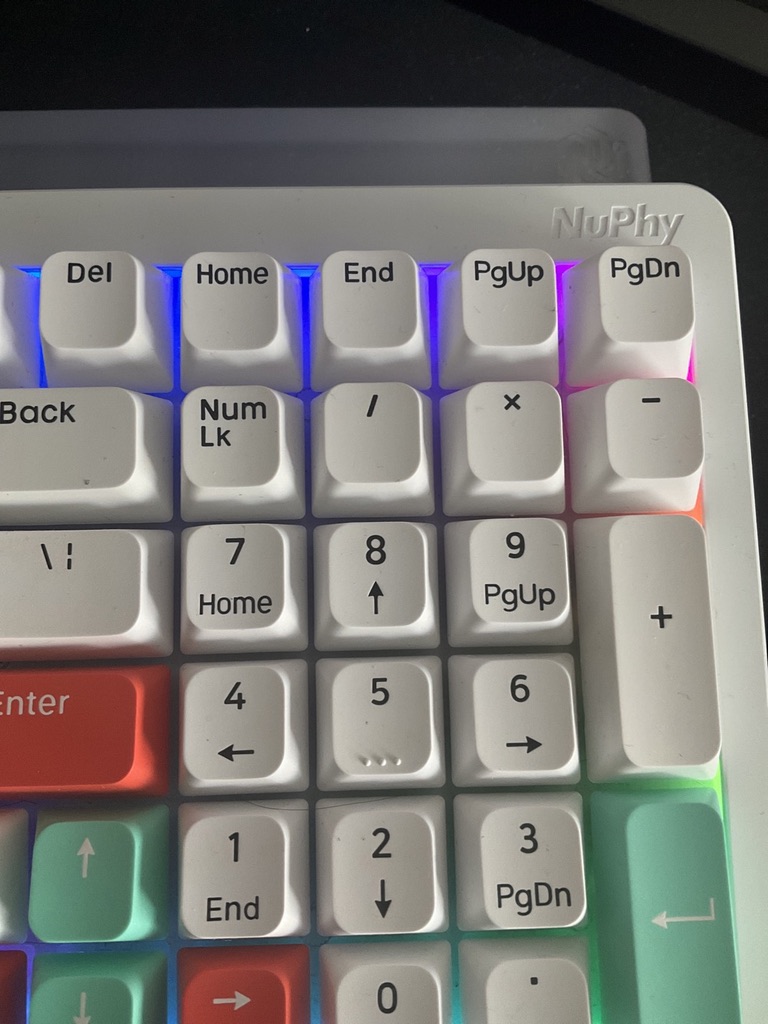 NuPhy
Del
Home
End
PgUp
PgDn
Back
Num
Lk
/
×
-
\ ¦
7
Home
8
↑
9
PgUp
+
Enter
4
←
5
6
→
↑
1
End
2
↓
3
PgDn
↵
↓
→
0
.